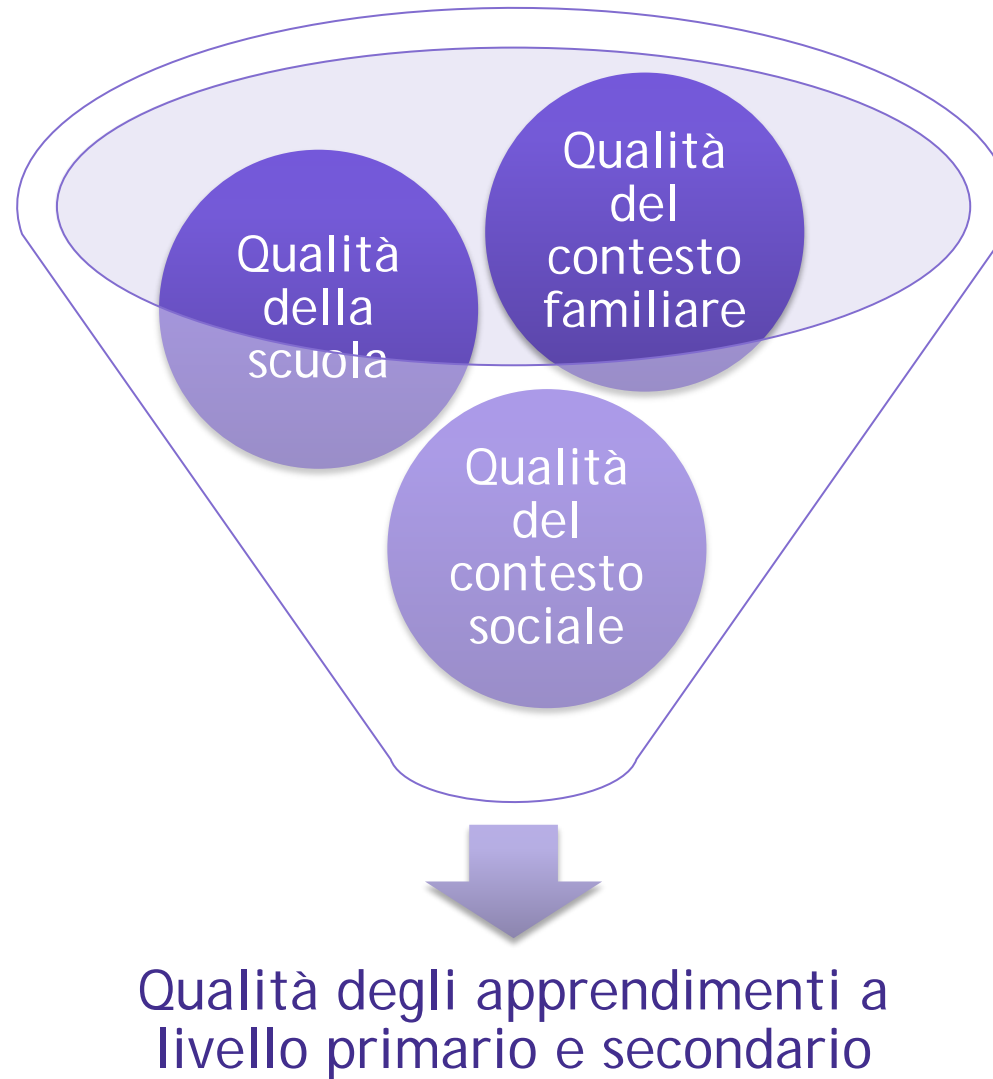 Qualità
della
scuola
Qualità
del
contesto
familiare
Qualità
del
contesto
sociale
Qualità degli apprendimenti a
livello primario e secondario